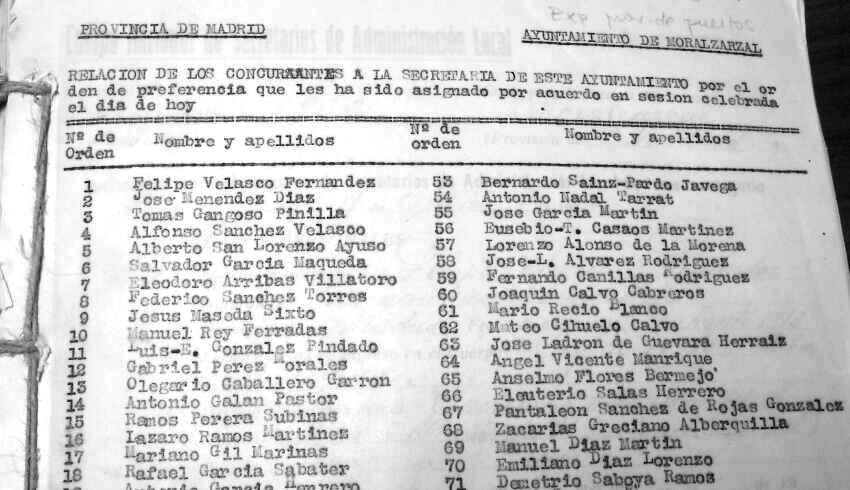 Exp provida puestos
PROVINCIA DE MADRID
AYUNTAMIENTO DE MORALZARZAL
RELACION DE LOS CONCURSANTES A LA SECRETARIA DE ESTE AYUNTAMIENTO por el or
den de preferencia que les ha sido asignado por acuerdo en sesion celebrada
el dia de hoy
Nº de Orden Nombre y apellidos
1 Felipe Velasco Fernandez
2 Jose Menendez Diaz
3 Tomas Gangoso Pinilla
4 Alfonso Sanchez Velasco
5 Alberto San Lorenzo Ayuso
6 Salvador Garcia Maqueda
7 Eleodoro Arribas Villatoro
8 Federico Sanchez Torres
9 Jesus Maseda Sixto
10 Manuel Rey Ferradas
11 Luis-E. Gonzalez Pindado
12 Gabriel Perez Morales
13 Olegario Caballero Garron
14 Antonio Galan Pastor
15 Ramos Perera Subinas
16 Lazaro Ramos Martinez
17 Mariano Gil Marinas
18 Rafael Garcia Sabater
Antonio Garcia Herrero
Nº de orden Nombre y apellidos
53 Bernardo Sainz-Pardo Javega
54 Antonio Nadal Tarrat
55 Jose Garcia Martin
56 Eusebio-T. Casaos Martinez
57 Lorenzo Alonso de la Morena
58 Jose-L. Alvarez Rodriguez
59 Fernando Canillas Rodriguez
60 Joaquin Calvo Cabreros
61 Mario Recio Blanco
62 Mateo Cihuelo Calvo
63 Jose Ladron de Guevara Herraiz
64 Angel Vicente Manrique
65 Anselmo Flores Bermejo
66 Eleuterio Salas Herrero
67 Pantaleon Sanchez de Rojas Gonzalez
68 Zacarias Greciano Alberquilla
69 Manuel Diaz Martin
70 Emiliano Diaz Lorenzo
71 Demetrio Saboya Ramos